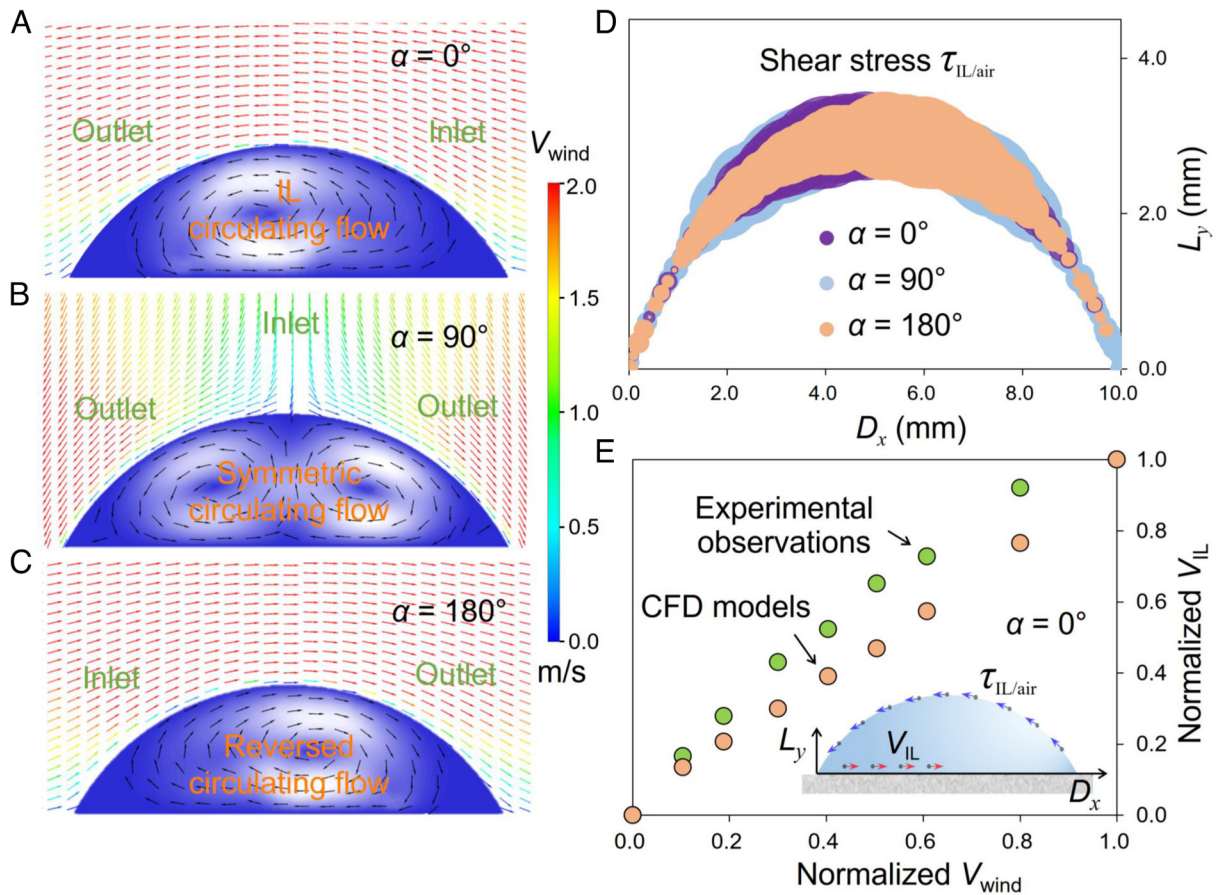 A
α = 0°
Outlet
Inlet
IL
circulating flow
B
Inlet
α = 90°
Outlet
Outlet
Symmetric
circulating flow
C
α = 180°
Inlet
Outlet
Reversed
circulating flow
V_wind
2.0
1.5
1.0
0.5
0.0
m/s
D
Shear stress τ_IL/air
α = 0°
α = 90°
α = 180°
4.0
2.0
0.0
L_y (mm)
0.0
2.0
4.0
6.0
8.0
10.0
D_x (mm)
E
Experimental
observations
CFD models
α = 0°
τ_IL/air
L_y
V_IL
D_x
1.0
0.8
0.6
0.4
0.2
0.0
Normalized V_IL
0.0
0.2
0.4
0.6
0.8
1.0
Normalized V_wind